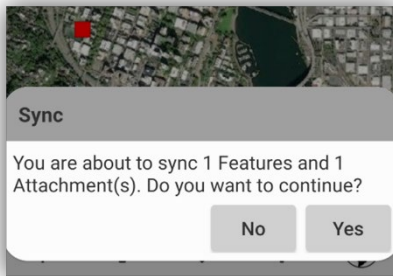 Sync
You are about to sync 1 Features and 1
Attachment(s). Do you want to continue?
No Yes